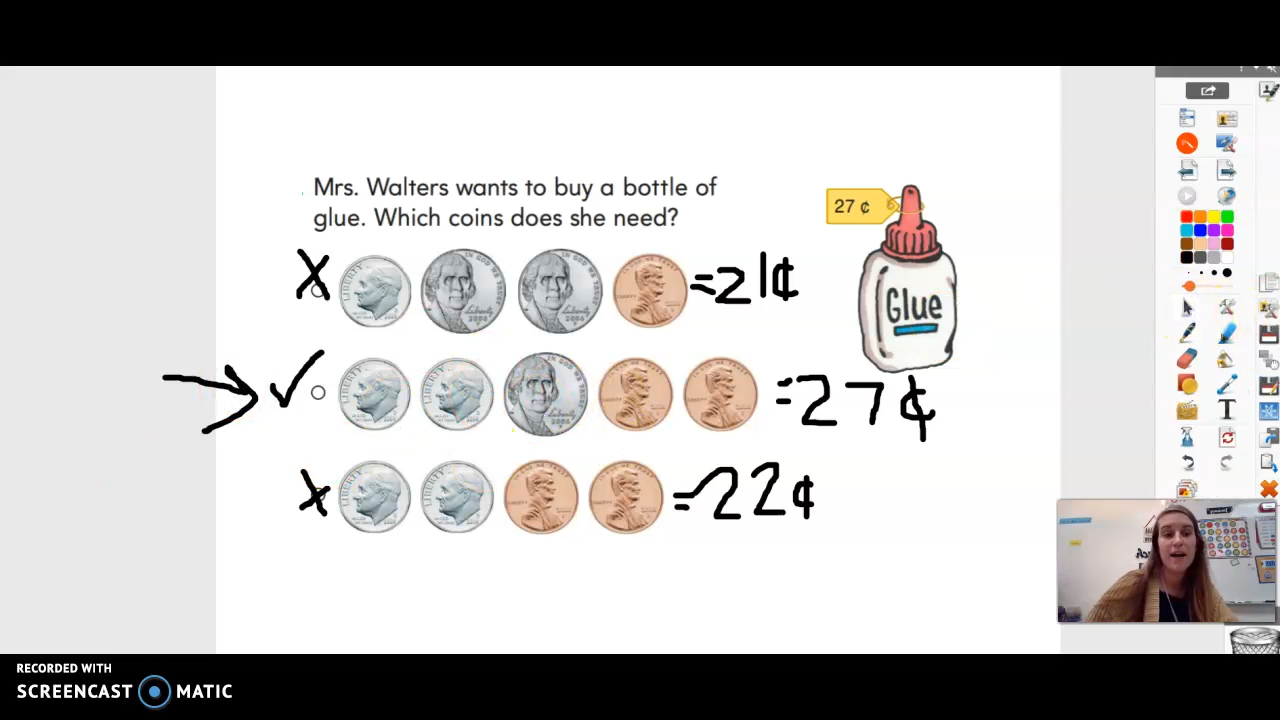 Mrs. Walters wants to buy a bottle of
glue. Which coins does she need?
27 ¢
Glue
X
=21¢
✓
=27¢
X
=22¢
T
RECORDED WITH
SCREENCAST MATIC